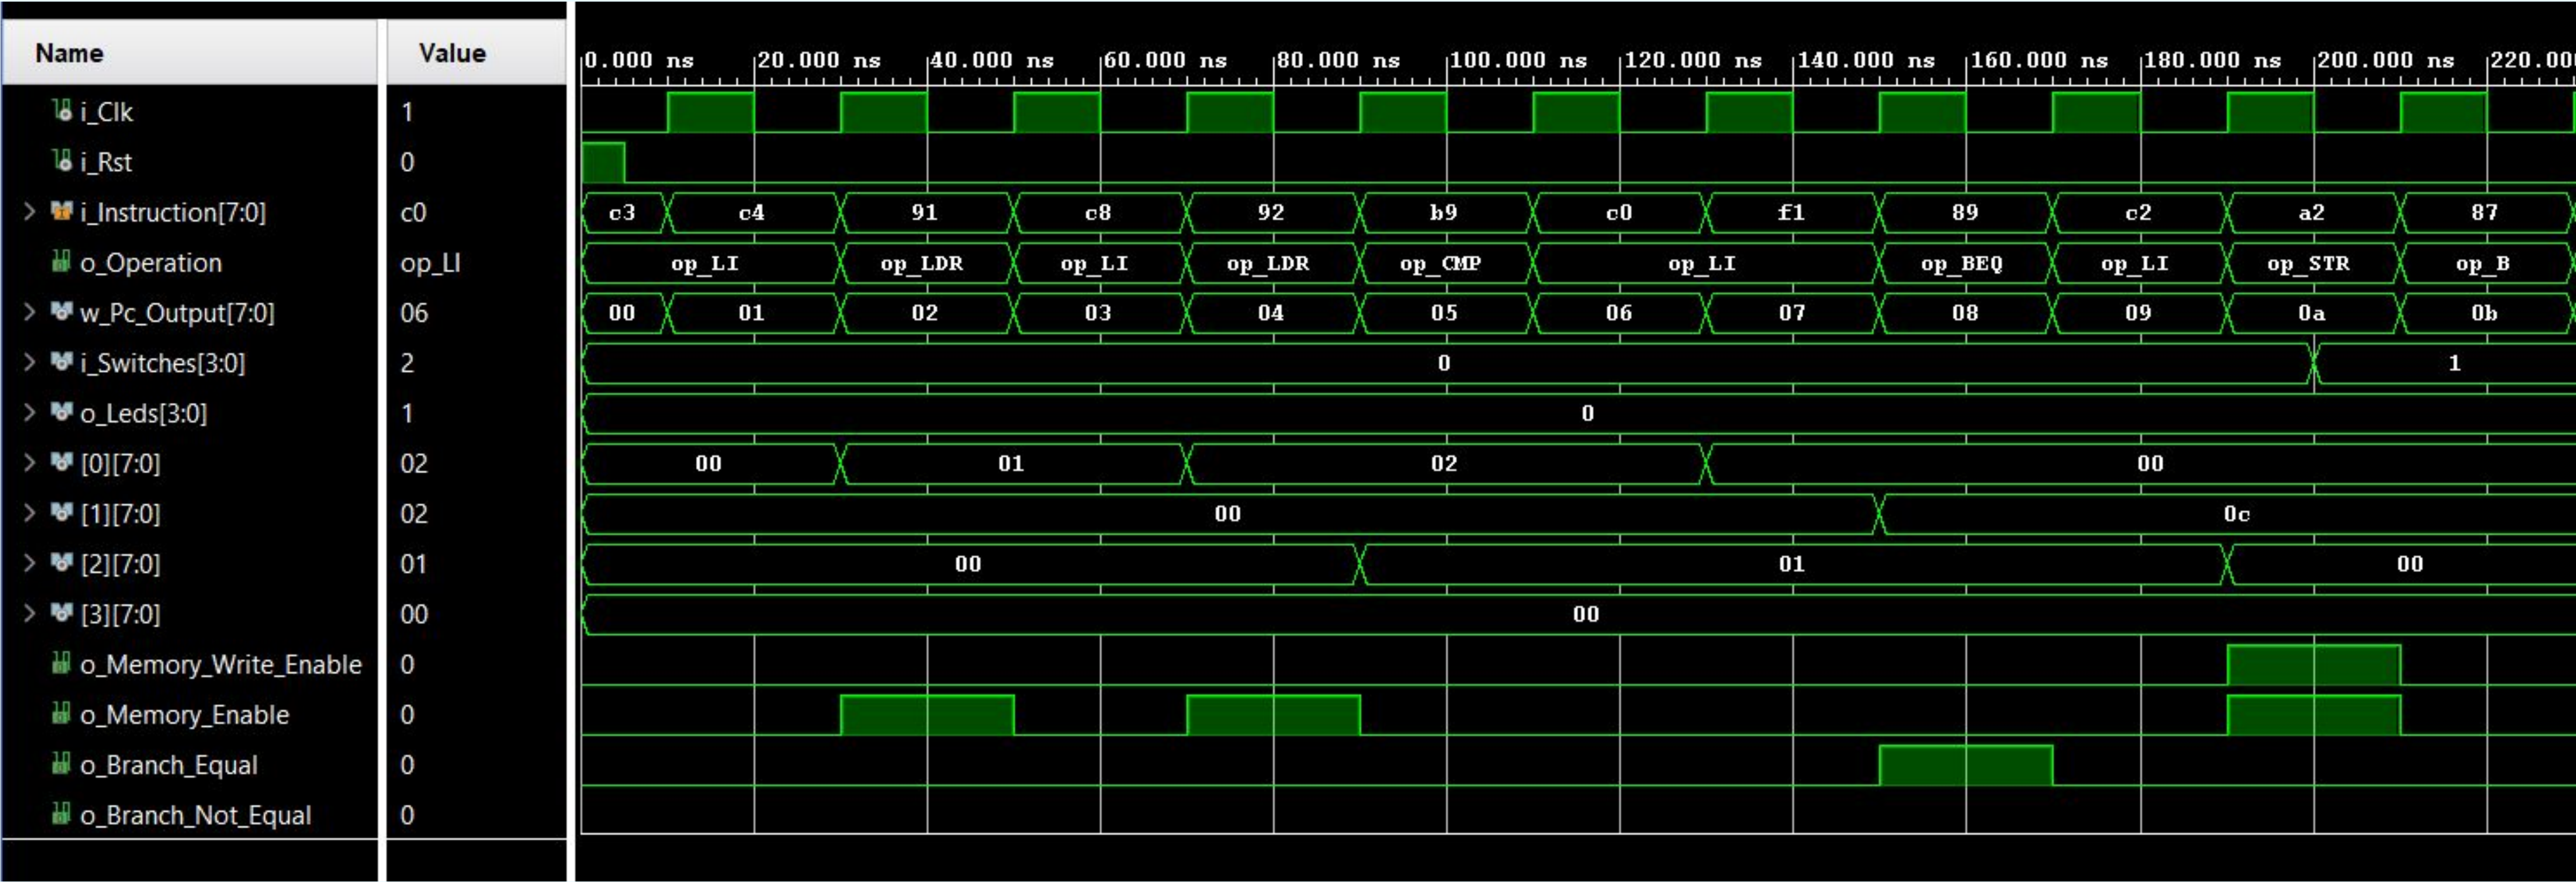 Name Value 0.000 ns 20.000 ns 40.000 ns 60.000 ns 80.000 ns 100.000 ns 120.000 ns 140.000 ns 160.000 ns 180.000 ns 200.000 ns 220.00
i_Clk 1
i_Rst 0
i_Instruction[7:0] c0 c3 c4 91 c8 92 b9 c0 f1 89 c2 a2 87
o_Operation op_LI op_LI op_LDR op_LI op_LDR op_CMP op_LI op_BEQ op_LI op_STR op_B
w_Pc_Output[7:0] 06 00 01 02 03 04 05 06 07 08 09 0a 0b
i_Switches[3:0] 2 0 1
o_Leds[3:0] 1 0
[0][7:0] 02 00 01 02 00
[1][7:0] 02 00 0c
[2][7:0] 01 00 01 00
[3][7:0] 00 00
o_Memory_Write_Enable 0
o_Memory_Enable 0
o_Branch_Equal 0
o_Branch_Not_Equal 0